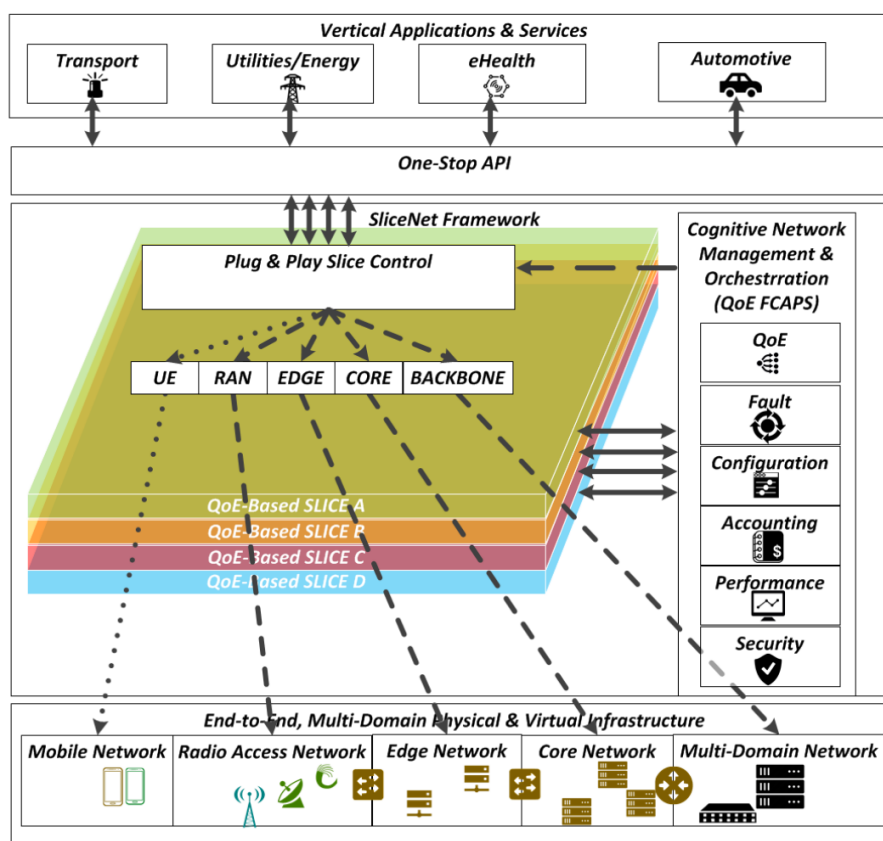 Vertical Applications & Services
Transport
Utilities/Energy
eHealth
Automotive
One-Stop API
SliceNet Framework
Plug & Play Slice Control
Cognitive Network
Management &
Orchestrration
(QoE FCAPS)
QoE
UE
RAN
EDGE
CORE
BACKBONE
Fault
Configuration
Accounting
$
Performance
Security
QoE-Based SLICE A
QoE-Based SLICE B
QoE-Based SLICE C
QoE-Based SLICE D
End-to-End, Multi-Domain Physical & Virtual Infrastructure
Mobile Network
Radio Access Network
Edge Network
Core Network
Multi-Domain Network